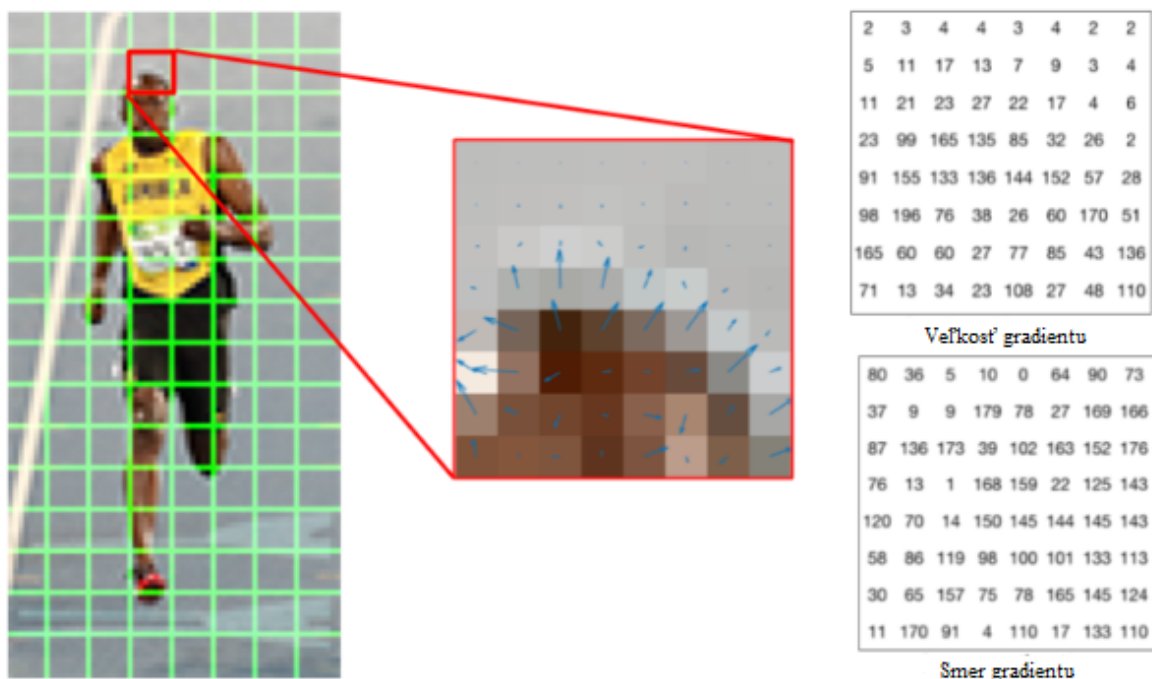 2 3 4 4 3 4 2 2
5 11 17 13 7 9 3 4
11 21 23 27 22 17 4 6
23 99 165 135 85 32 26 2
91 155 133 136 144 152 57 28
98 196 76 38 26 60 170 51
165 60 60 27 77 85 43 136
71 13 34 23 108 27 48 110
Veľkosť gradientu
80 36 5 10 0 64 90 73
37 9 9 179 78 27 169 166
87 136 173 39 102 163 152 176
76 13 1 168 159 22 125 143
120 70 14 150 145 144 145 143
58 86 119 98 100 101 133 113
30 65 157 75 78 165 145 124
11 170 91 4 110 17 133 110
Smer gradientu